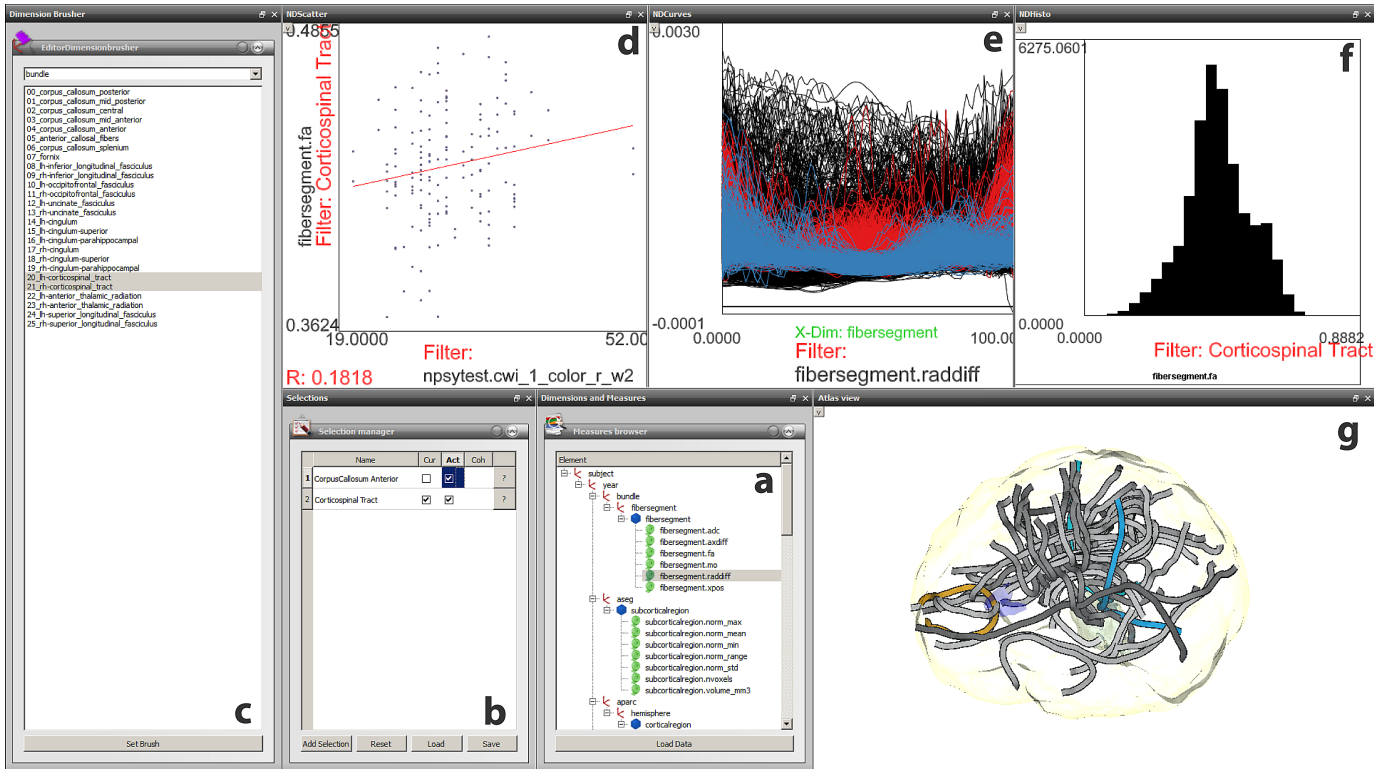 Dimension Brusher
EditorDimensionbrusher
bundle
00_corpus_callosum_posterior
01_corpus_callosum_mid_posterior
02_corpus_callosum_central
03_corpus_callosum_mid_anterior
04_corpus_callosum_anterior
05_anterior_callosal_fibers
06_corpus_callosum_splenium
07_fornix
08_lh-inferior_longitudinal_fasciculus
09_rh-inferior_longitudinal_fasciculus
10_lh-occipitofrontal_fasciculus
11_rh-occipitofrontal_fasciculus
12_lh-uncinate_fasciculus
13_rh-uncinate_fasciculus
14_lh-cingulum
15_lh-cingulum-superior
16_lh-cingulum-parahippocampal
17_rh-cingulum
18_rh-cingulum-superior
19_rh-cingulum-parahippocampal
20_lh-corticospinal_tract
21_rh-corticospinal_tract
22_lh-anterior_thalamic_radiation
23_rh-anterior_thalamic_radiation
24_lh-superior_longitudinal_fasciculus
25_rh-superior_longitudinal_fasciculus
c
Set Brush
NDScatter
v
0.4855
d
fibersegment.fa
Filter: Corticospinal Tract
0.3624
19.0000
52.00
Filter:
R: 0.1818
npsytest.cwi_1_color_r_w2
NDCurves
v
0.0030
e
-0.0001
0.0000
X-Dim: fibersegment
100.00
Filter:
fibersegment.raddiff
NDHisto
v
6275.0601
f
0.0000
0.0000
0.8882
Filter: Corticospinal Tract
fibersegment.fa
Selections
Selection manager
Name Cur Act Coh
1 CorpusCallosum Anterior ?
2 Corticospinal Tract ?
b
Add Selection Reset Load Save
Dimensions and Measures
Measures browser
Element
a
subject
year
bundle
fibersegment
fibersegment
fibersegment.adc
fibersegment.axdiff
fibersegment.fa
fibersegment.mo
fibersegment.raddiff
fibersegment.xpos
aseg
subcorticalregion
subcorticalregion.norm_max
subcorticalregion.norm_mean
subcorticalregion.norm_min
subcorticalregion.norm_range
subcorticalregion.norm_std
subcorticalregion.nvoxels
subcorticalregion.volume_mm3
aparc
hemisphere
corticalregion
Load Data
Atlas view
v
g